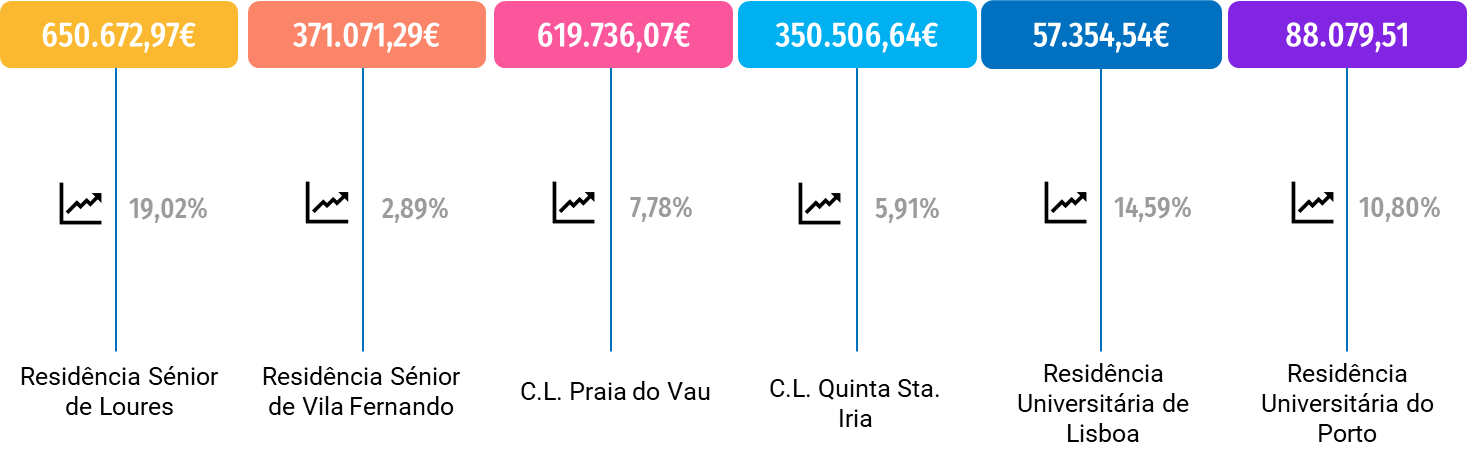 650.672,97€
371.071,29€
619.736,07€
350.506,64€
57.354,54€
88.079,51
19,02%
2,89%
7,78%
5,91%
14,59%
10,80%
Residência Sénior
de Loures
Residência Sénior
de Vila Fernando
C.L. Praia do Vau
C.L. Quinta Sta.
Iria
Residência
Universitária de
Lisboa
Residência
Universitária do
Porto